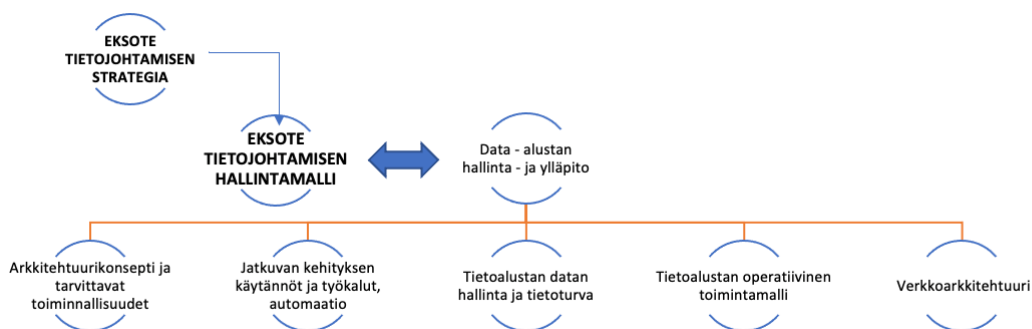 EKSOTE
TIETOJOHTAMISEN
STRATEGIA
EKSOTE
TIETOJOHTAMISEN
HALLINTAMALLI
Data - alustan
hallinta - ja ylläpito
Arkkitehtuurikonsepti ja
tarvittavat
toiminnallisuudet
Jatkuvan kehityksen
käytännöt ja työkalut,
automaatio
Tietoalustan datan
hallinta ja tietoturva
Tietoalustan operatiivinen
toimintamalli
Verkkoarkkitehtuuri